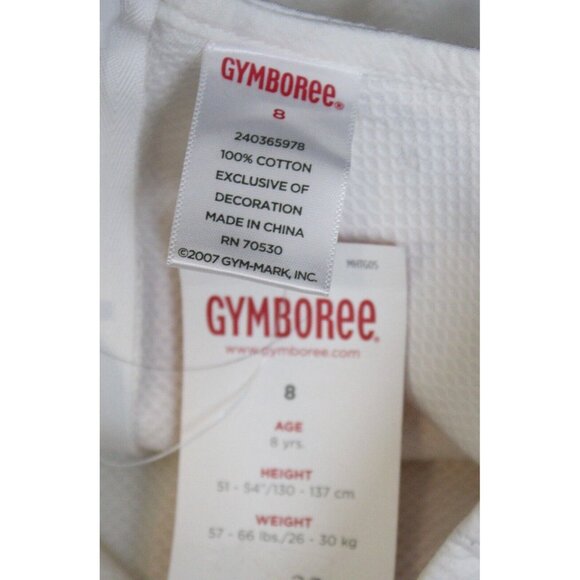 GYMBOREE®
8
240365978
100% COTTON
EXCLUSIVE OF
DECORATION
MADE IN CHINA
RN 70530
©2007 GYM-MARK, INC.
MHTG05
GYMBOREE®
www.gymboree.com
8
AGE
8 yrs.
HEIGHT
51 - 54"/130 - 137 cm
WEIGHT
57 - 66 lbs./26 - 30 kg